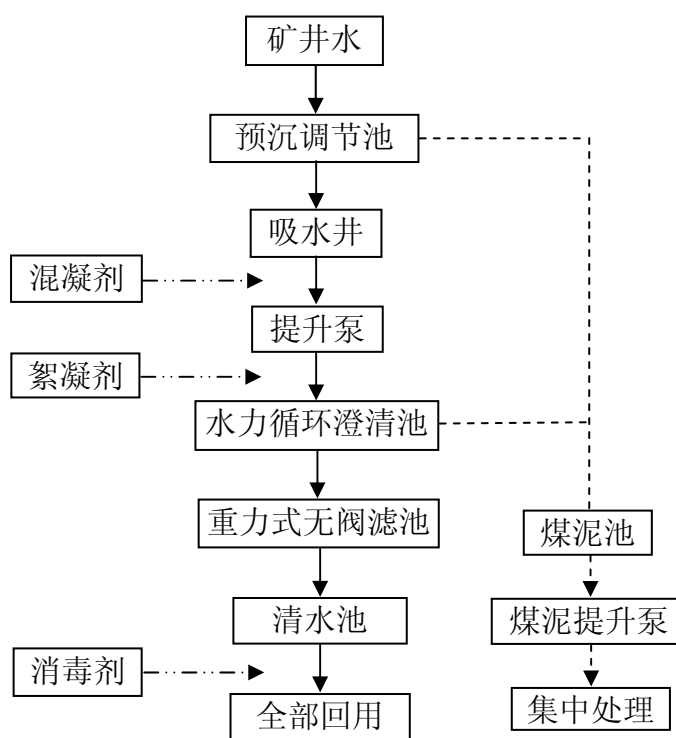 矿井水
预沉调节池
吸水井
混凝剂
提升泵
絮凝剂
水力循环澄清池
重力式无阀滤池
煤泥池
清水池
煤泥提升泵
消毒剂
全部回用
集中处理